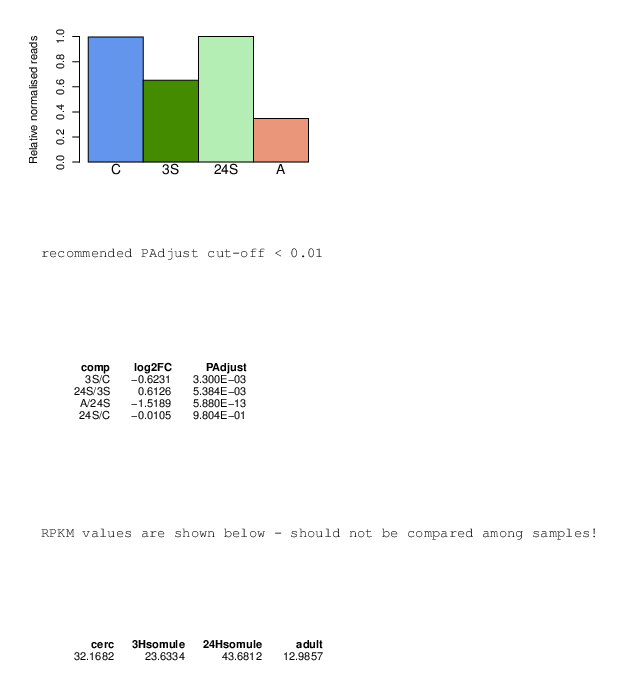 Relative normalised reads
1.0
0.8
0.6
0.4
0.2
0.0
C 3S 24S A
recommended PAdjust cut-off < 0.01
comp log2FC PAdjust
3S/C −0.6231 3.300E−03
24S/3S 0.6126 5.384E−03
A/24S −1.5189 5.880E−13
24S/C −0.0105 9.804E−01
RPKM values are shown below - should not be compared among samples!
cerc 3Hsomule 24Hsomule adult
32.1682 23.6334 43.6812 12.9857